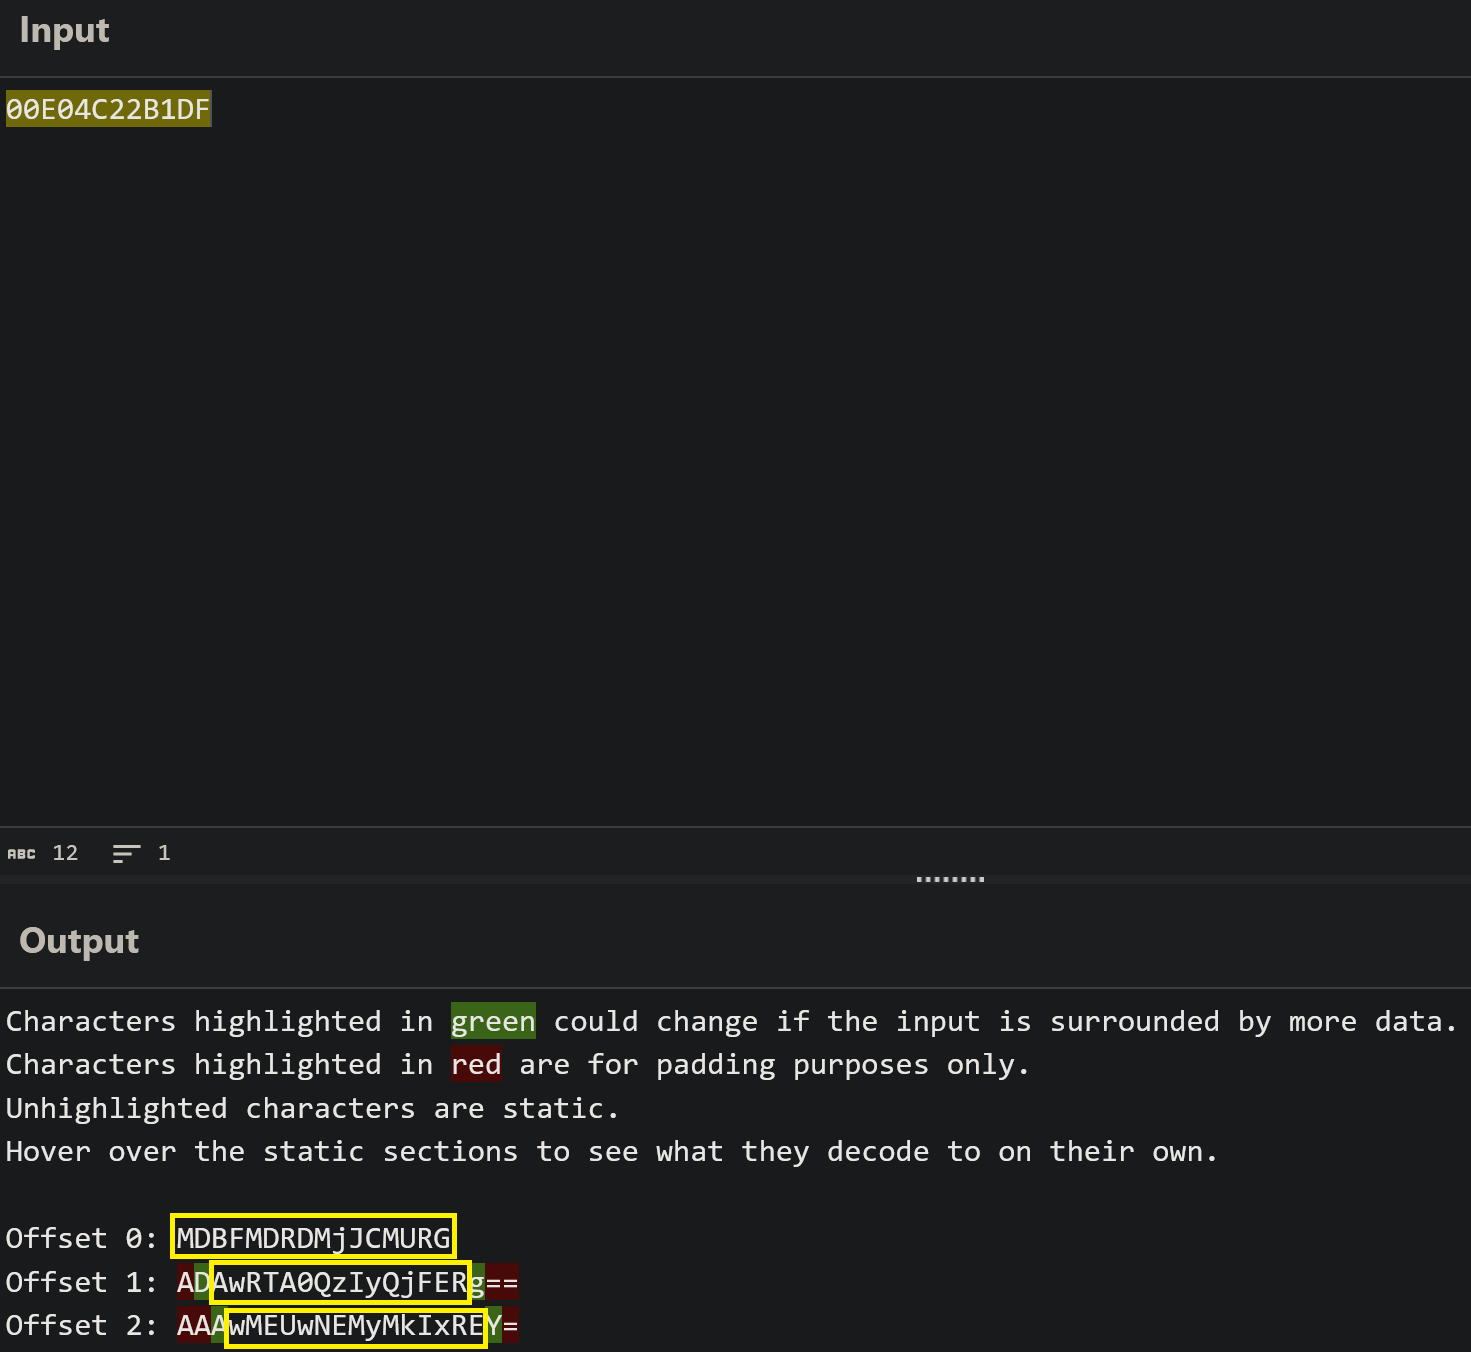 Input
00E04C22B1DF
ABC 12 1
Output
Characters highlighted in green could change if the input is surrounded by more data.
Characters highlighted in red are for padding purposes only.
Unhighlighted characters are static.
Hover over the static sections to see what they decode to on their own.
Offset 0: MDBFMDRDMjJCMURG
Offset 1: ADAwRTA0QzIyQjFERg==
Offset 2: AAAwMEUwNEMyMkIxREY=